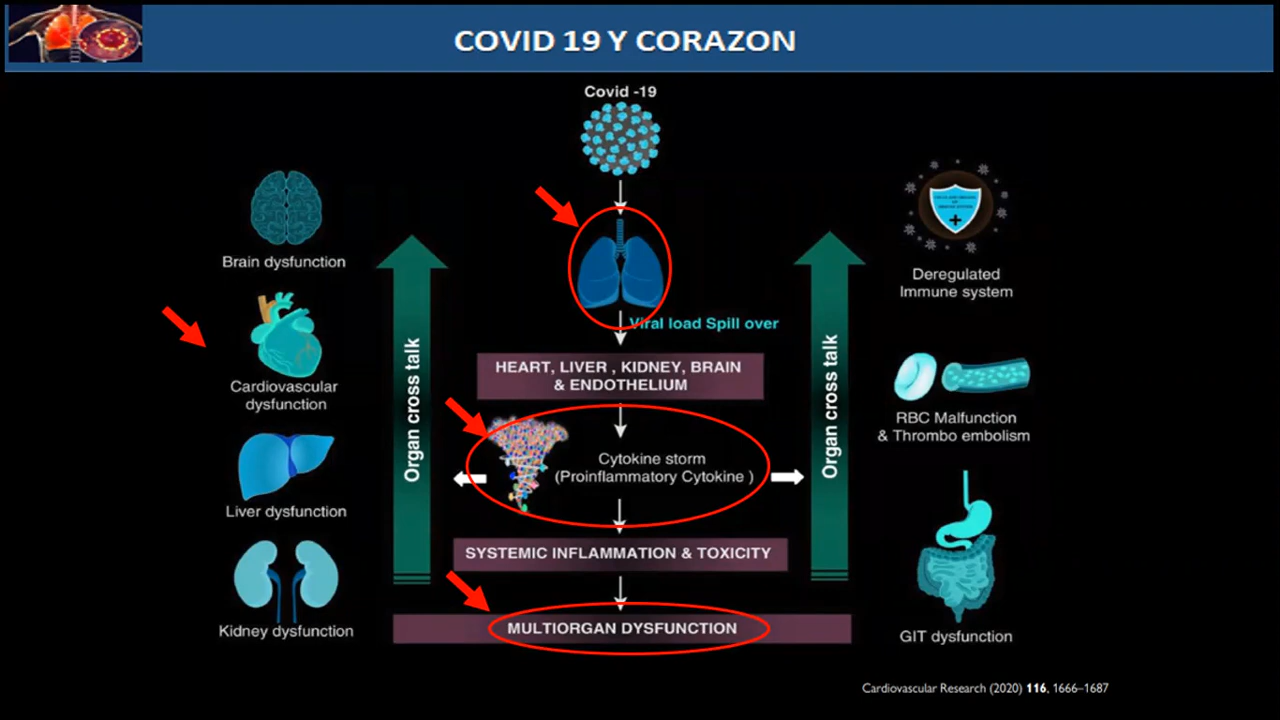 COVID 19 Y CORAZON
Covid -19
Viral load Spill over
HEART, LIVER , KIDNEY, BRAIN
& ENDOTHELIUM
Cytokine storm
(Proinflammatory Cytokine )
SYSTEMIC INFLAMMATION & TOXICITY
MULTIORGAN DYSFUNCTION
Organ cross talk
Organ cross talk
Brain dysfunction
Cardiovascular
dysfunction
Liver dysfunction
Kidney dysfunction
Deregulated
Immune system
RBC Malfunction
& Thrombo embolism
GIT dysfunction
Cardiovascular Research (2020) 116, 1666–1687